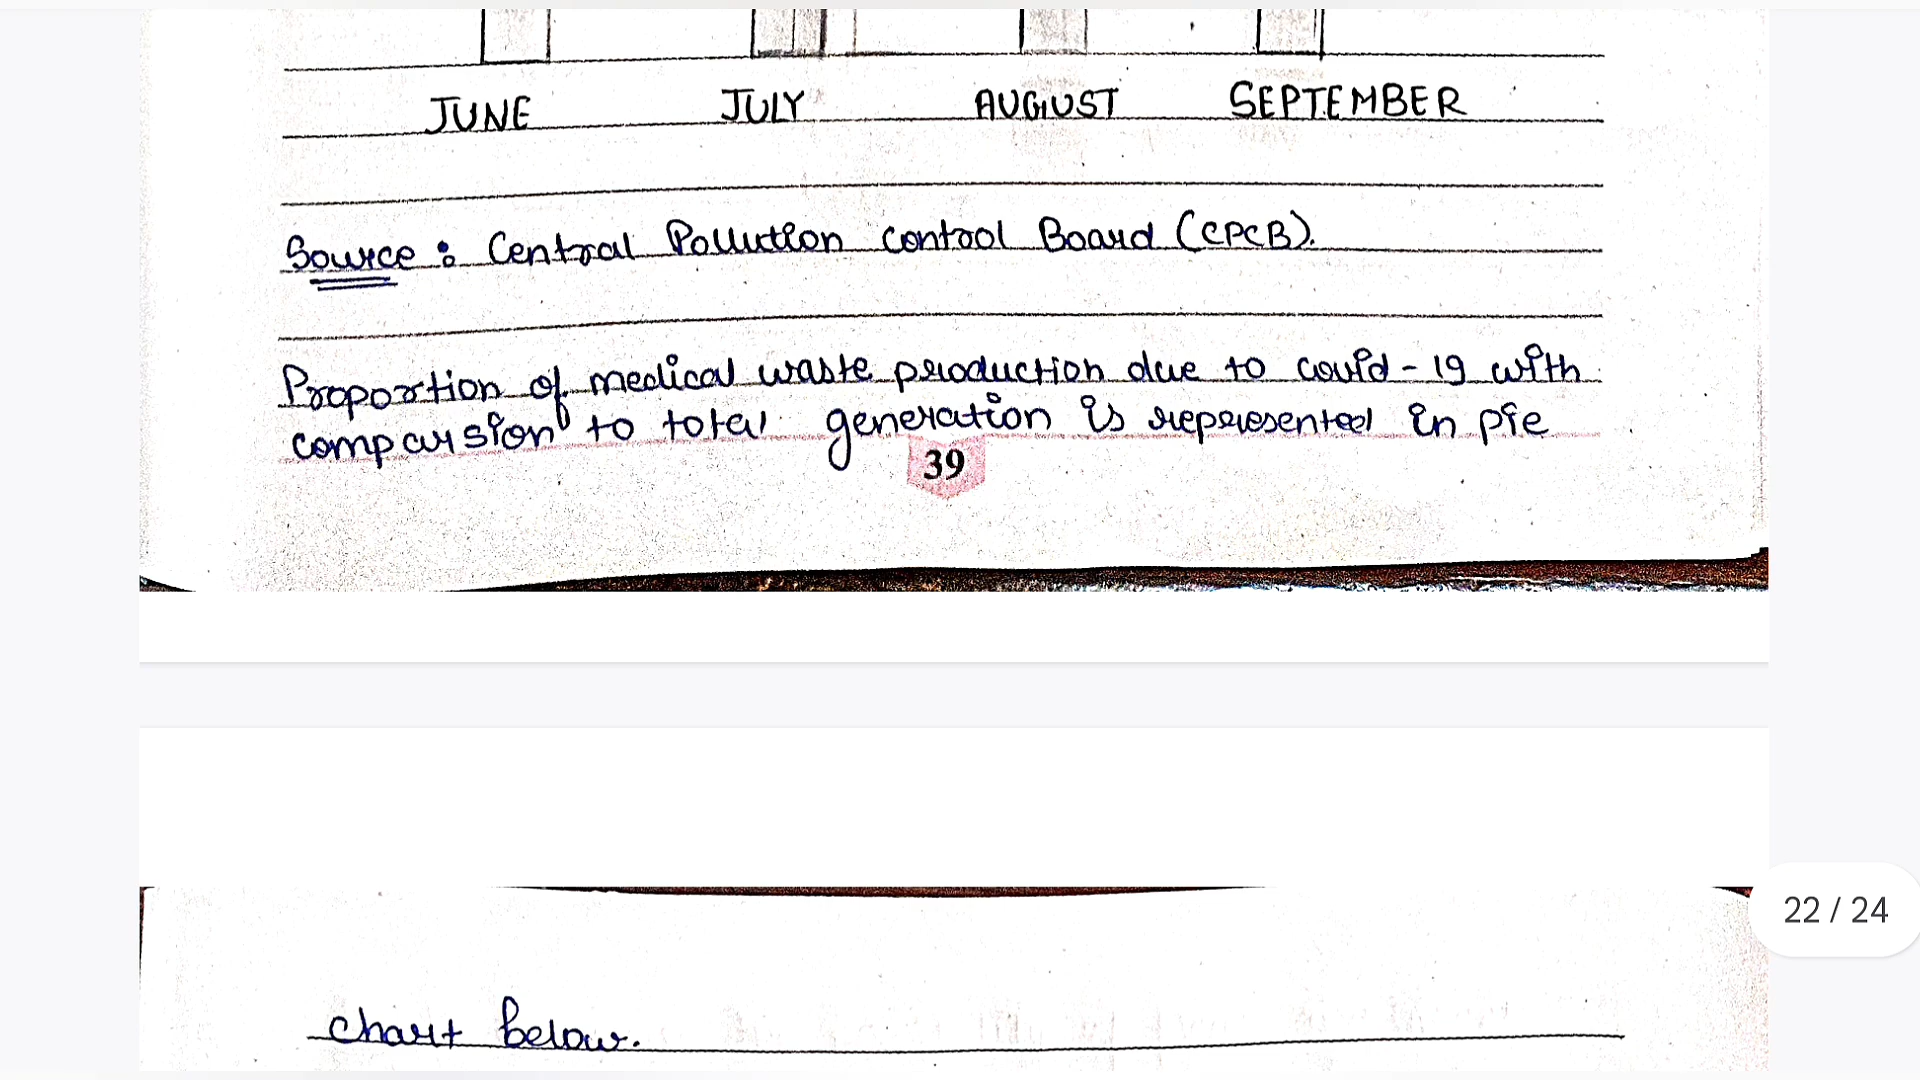 JUNE JULY AUGUST SEPTEMBER
Source : Central Pollution control Board (CPCB).
Proportion of medical waste production due to covid-19 with
comparsion to total generation is represented in pie
39
22 / 24
chart below.